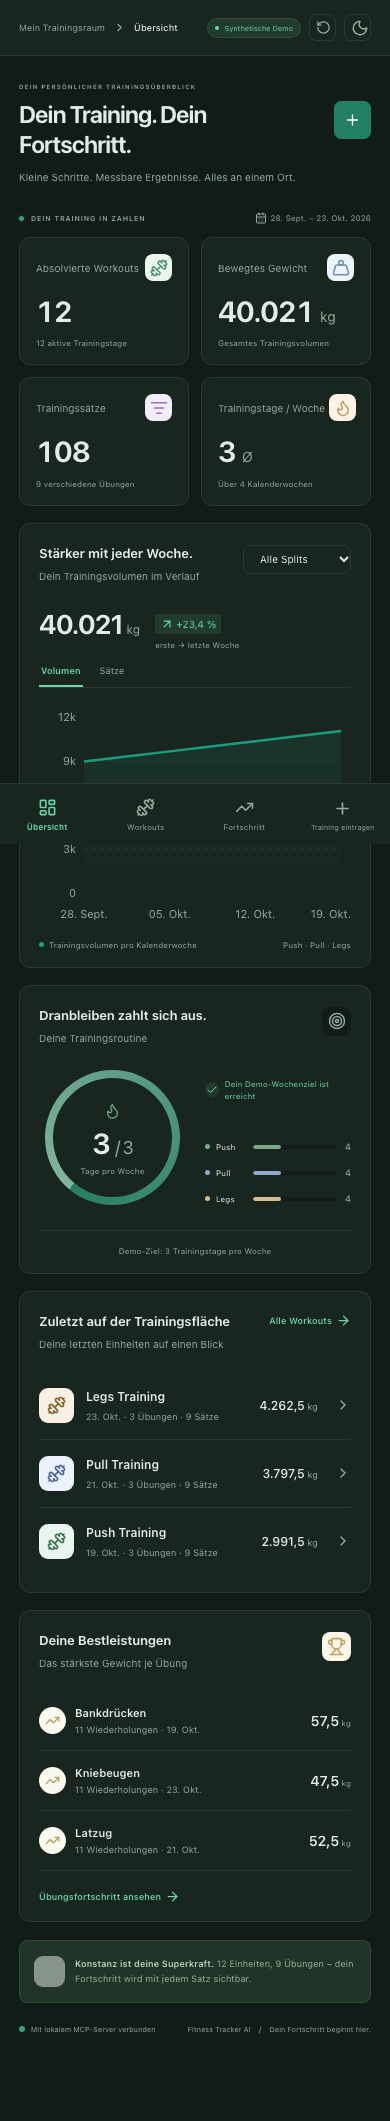 Mein Trainingsraum > Übersicht
Synthetische Demo
DEIN PERSÖNLICHER TRAININGSÜBERBLICK
Dein Training. Dein
Fortschritt.
Kleine Schritte. Messbare Ergebnisse. Alles an einem Ort.
DEIN TRAINING IN ZAHLEN
28. Sept. – 23. Okt. 2026
Absolvierte Workouts
12
12 aktive Trainingstage
Bewegtes Gewicht
40.021 kg
Gesamtes Trainingsvolumen
Trainingssätze
108
9 verschiedene Übungen
Trainingstage / Woche
3 Ø
Über 4 Kalenderwochen
Stärker mit jeder Woche.
Dein Trainingsvolumen im Verlauf
Alle Splits
40.021 kg
+23,4 %
erste → letzte Woche
Volumen
Sätze
12k
9k
Übersicht
Workouts
Fortschritt
Training eintragen
3k
0
28. Sept.
05. Okt.
12. Okt.
19. Okt.
Trainingsvolumen pro Kalenderwoche
Push · Pull · Legs
Dranbleiben zahlt sich aus.
Deine Trainingsroutine
3 /3
Tage pro Woche
Dein Demo-Wochenziel ist
erreicht
Push 4
Pull 4
Legs 4
Demo-Ziel: 3 Trainingstage pro Woche
Zuletzt auf der Trainingsfläche
Alle Workouts →
Deine letzten Einheiten auf einen Blick
Legs Training
23. Okt. · 3 Übungen · 9 Sätze
4.262,5 kg
Pull Training
21. Okt. · 3 Übungen · 9 Sätze
3.797,5 kg
Push Training
19. Okt. · 3 Übungen · 9 Sätze
2.991,5 kg
Deine Bestleistungen
Das stärkste Gewicht je Übung
Bankdrücken
11 Wiederholungen · 19. Okt.
57,5 kg
Kniebeugen
11 Wiederholungen · 23. Okt.
47,5 kg
Latzug
11 Wiederholungen · 21. Okt.
52,5 kg
Übungsfortschritt ansehen →
Konstanz ist deine Superkraft. 12 Einheiten, 9 Übungen – dein
Fortschritt wird mit jedem Satz sichtbar.
Mit lokalem MCP-Server verbunden
Fitness Tracker AI / Dein Fortschritt beginnt hier.